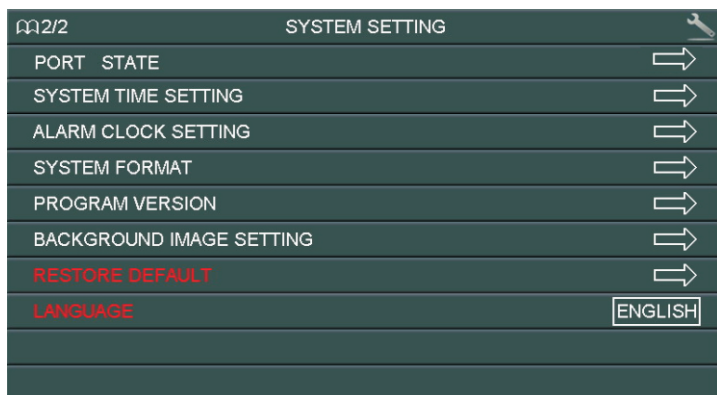 2/2 SYSTEM SETTING
PORT STATE
SYSTEM TIME SETTING
ALARM CLOCK SETTING
SYSTEM FORMAT
PROGRAM VERSION
BACKGROUND IMAGE SETTING
RESTORE DEFAULT
LANGUAGE ENGLISH